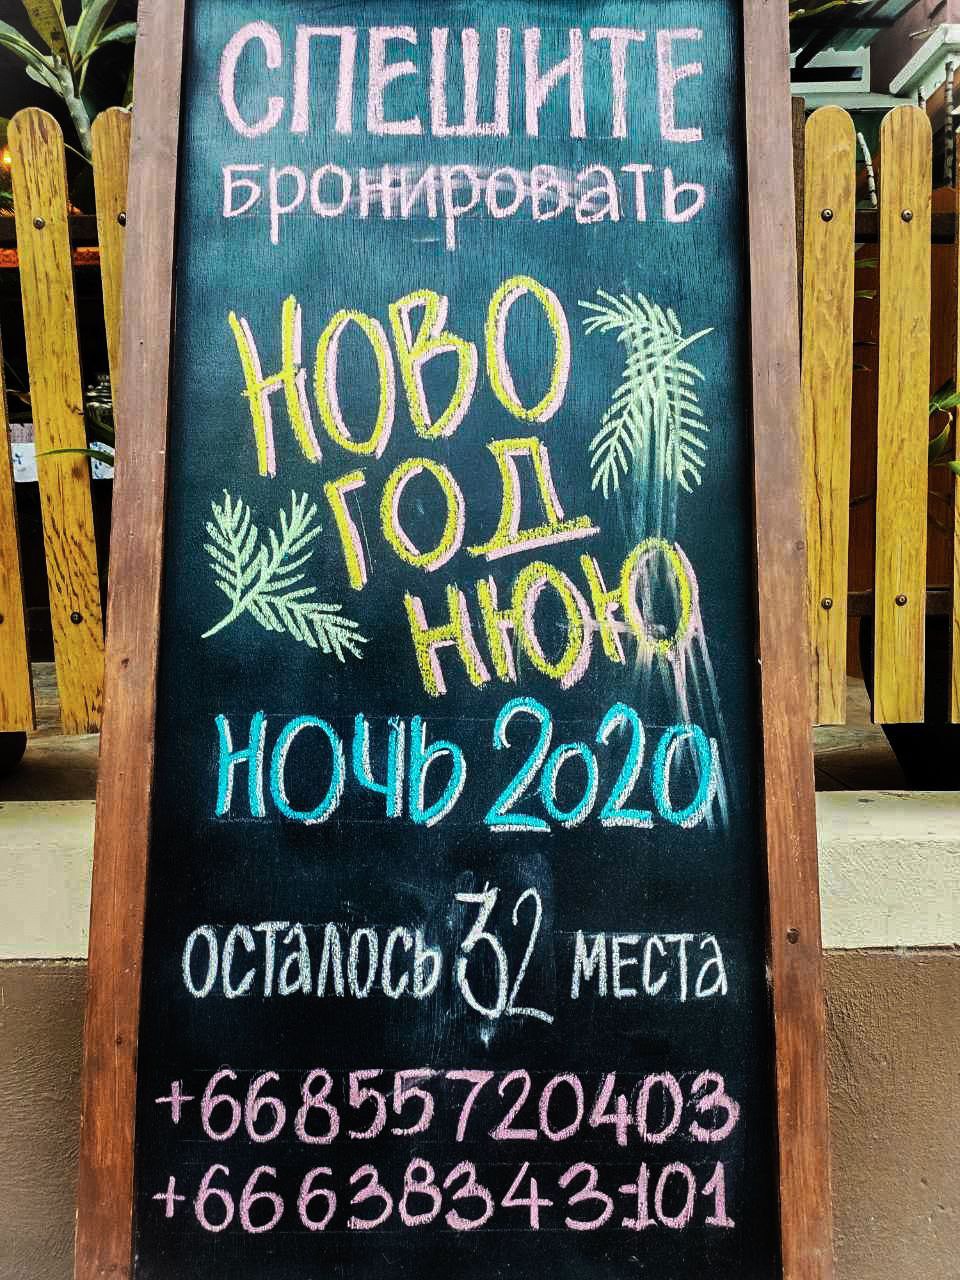 СПЕШИТЕ
бронировать
НОВО
ГОД
НЮЮ
НОЧЬ 2020
осталось 32 места
+66855720403
+66638343101